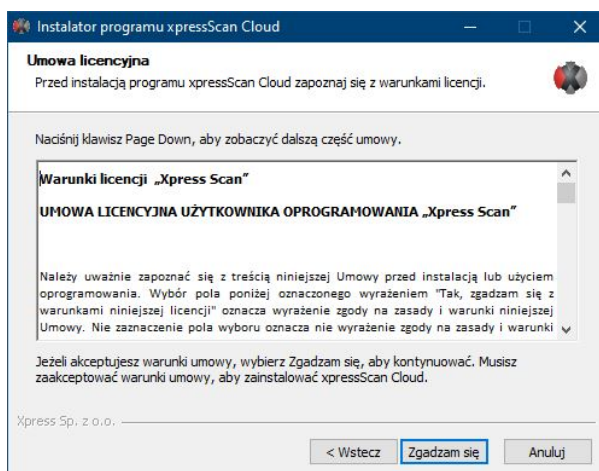 Instalator programu xpressScan Cloud
Umowa licencyjna
Przed instalacją programu xpressScan Cloud zapoznaj się z warunkami licencji.
Naciśnij klawisz Page Down, aby zobaczyć dalszą część umowy.
Warunki licencji „Xpress Scan”
UMOWA LICENCYJNA UŻYTKOWNIKA OPROGRAMOWANIA „Xpress Scan”
Należy uważnie zapoznać się z treścią niniejszej Umowy przed instalacją lub użyciem
oprogramowania. Wybór pola poniżej oznaczonego wyrażeniem "Tak, zgadzam się z
warunkami niniejszej licencji" oznacza wyrażenie zgody na zasady i warunki niniejszej
Umowy. Nie zaznaczenie pola wyboru oznacza nie wyrażenie zgody na zasady i warunki
Jeżeli akceptujesz warunki umowy, wybierz Zgadzam się, aby kontynuować. Musisz
zaakceptować warunki umowy, aby zainstalować xpressScan Cloud.
Xpress Sp. z o.o.
< Wstecz Zgadzam się Anuluj